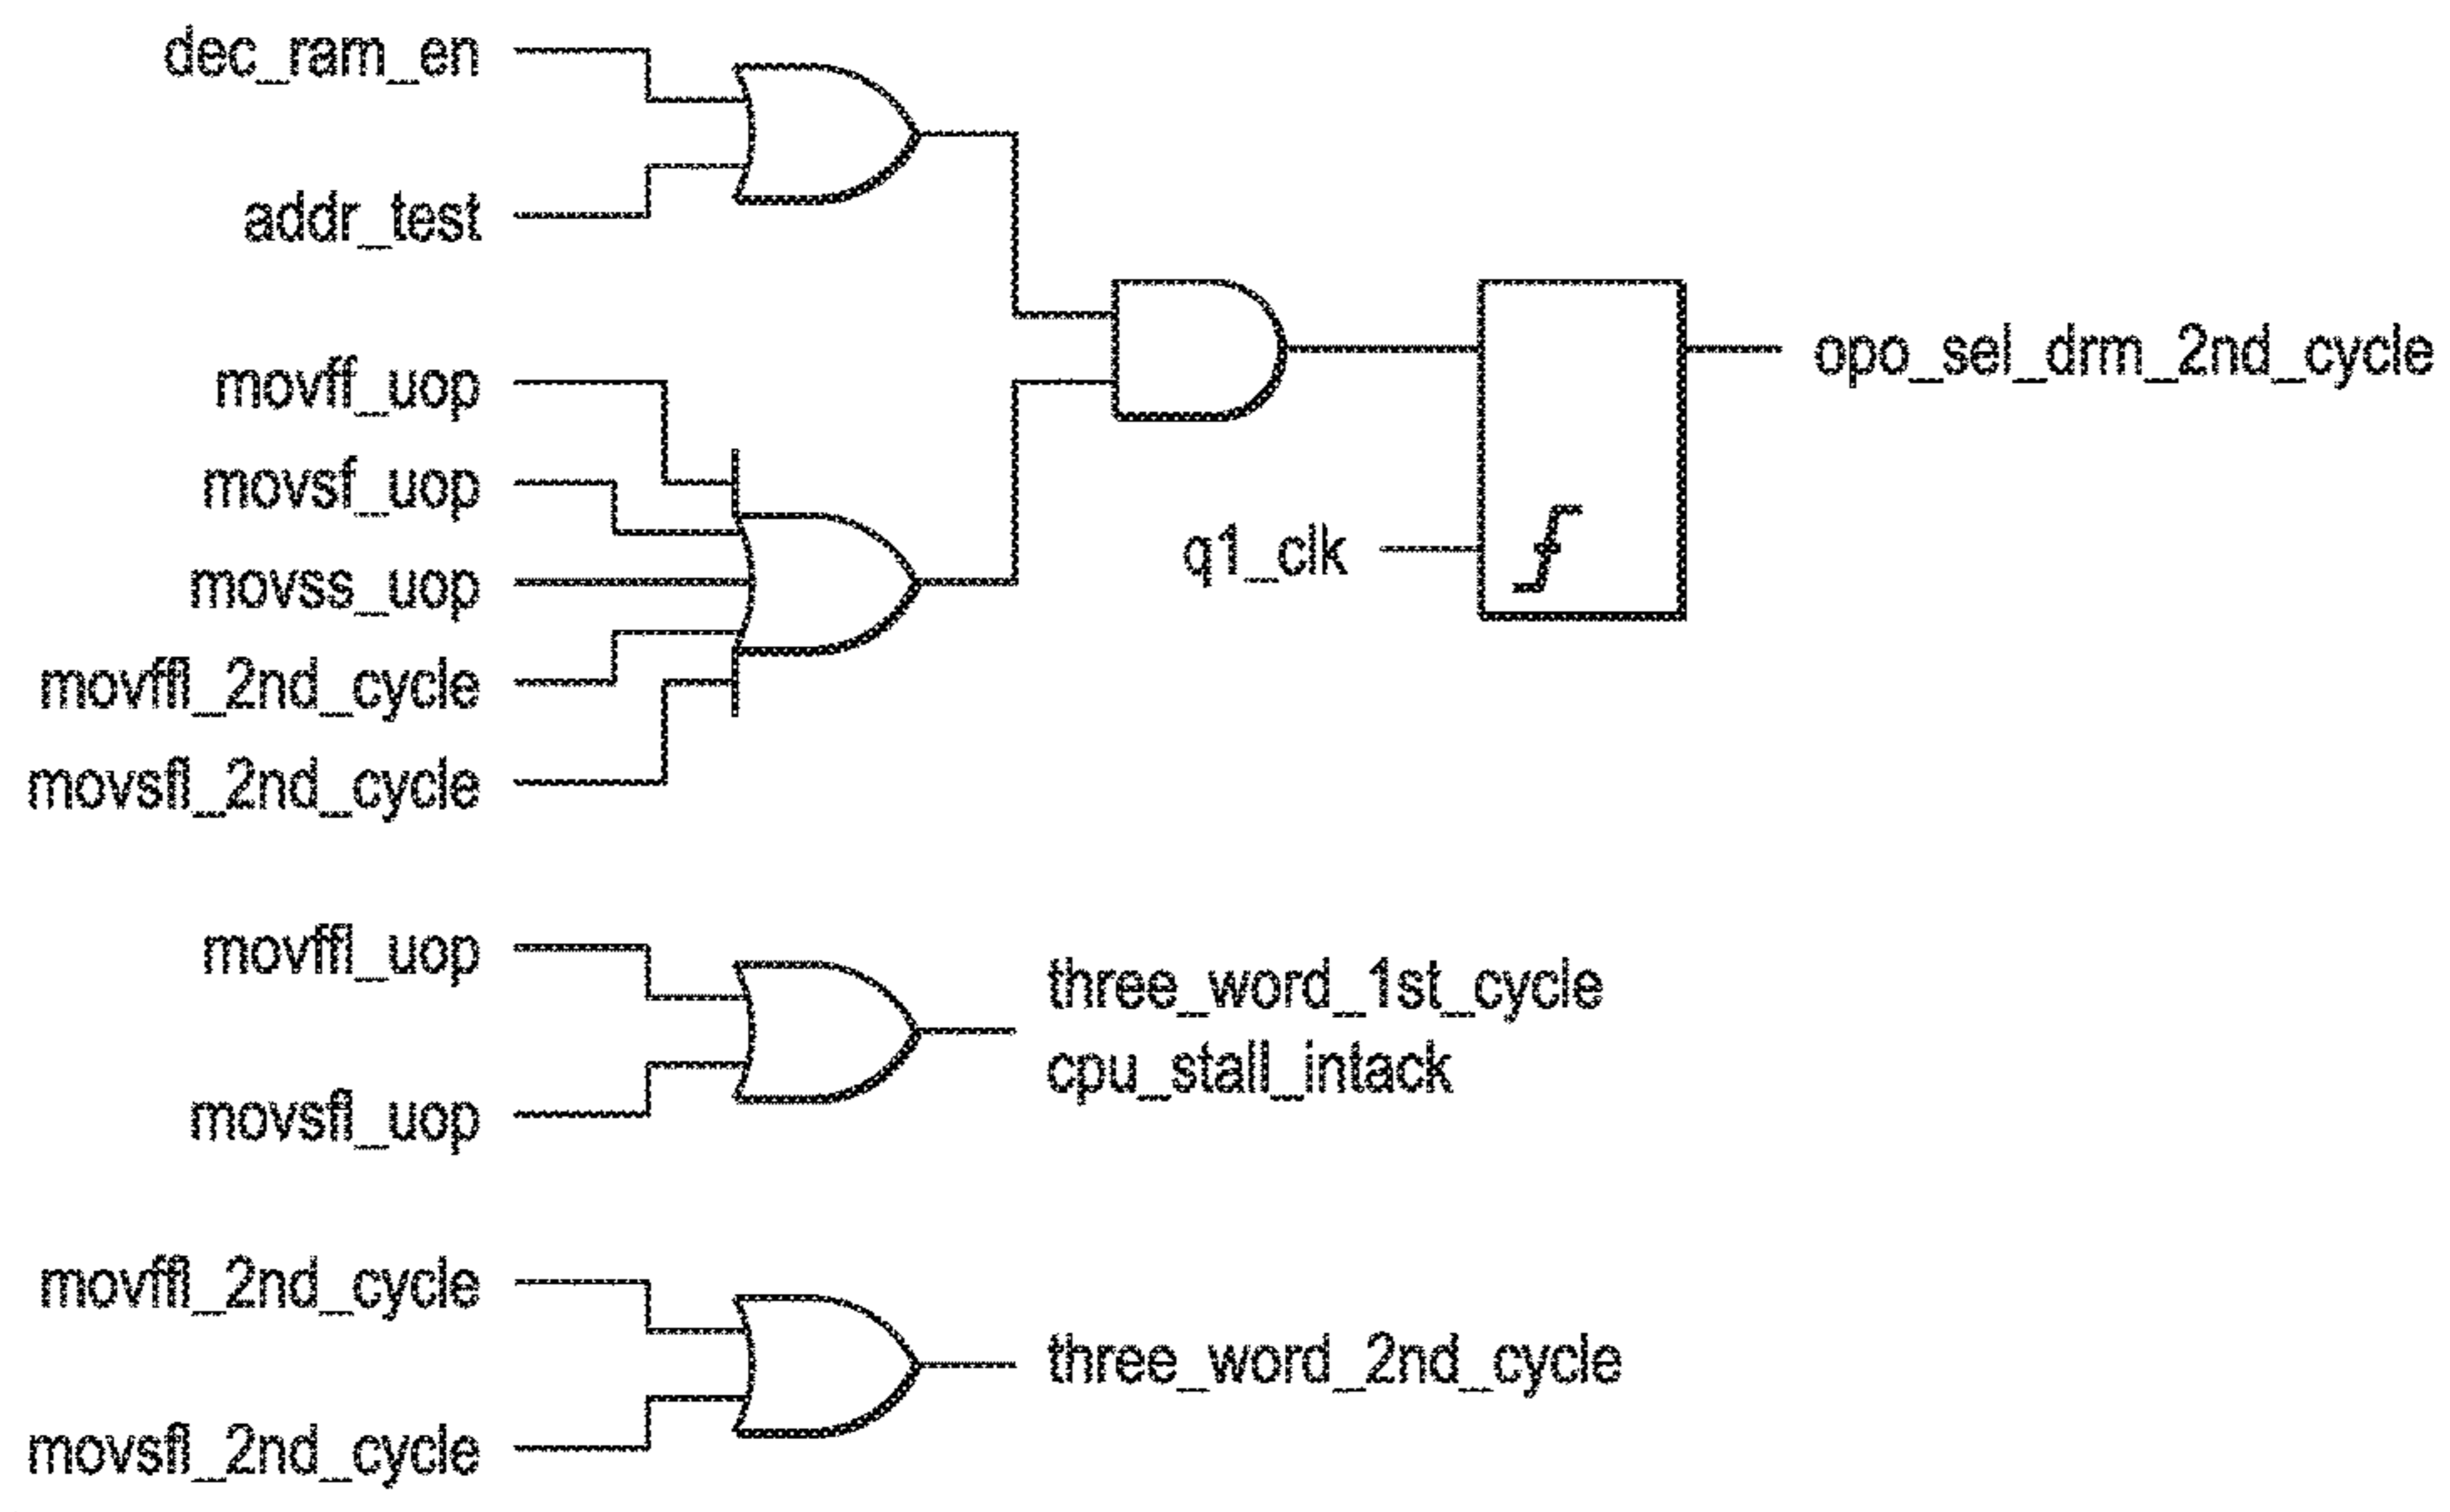 dec_ram_en
addr_test
movff_uop
opo_sel_drm_2nd_cycle
movsf_uop
q1_clk
movss_uop
movffl_2nd_cycle
movsfl_2nd_cycle
movffl_uop
three_word_1st_cycle
cpu_stall_intack
movsfl_uop
movffl_2nd_cycle
three_word_2nd_cycle
movsfl_2nd_cycle